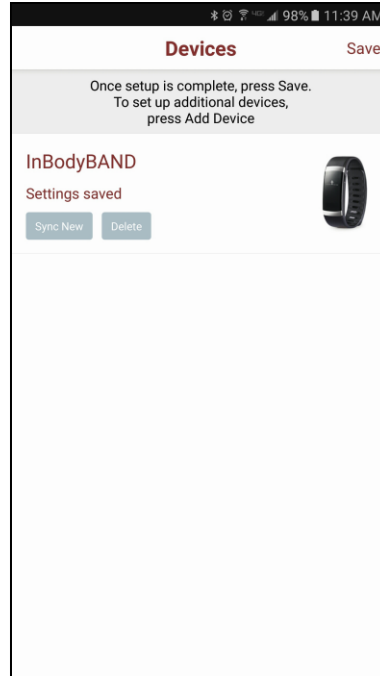 98% 11:39 AM
Devices
Save
Once setup is complete, press Save.
To set up additional devices,
press Add Device
InBodyBAND
Settings saved
Sync New
Delete